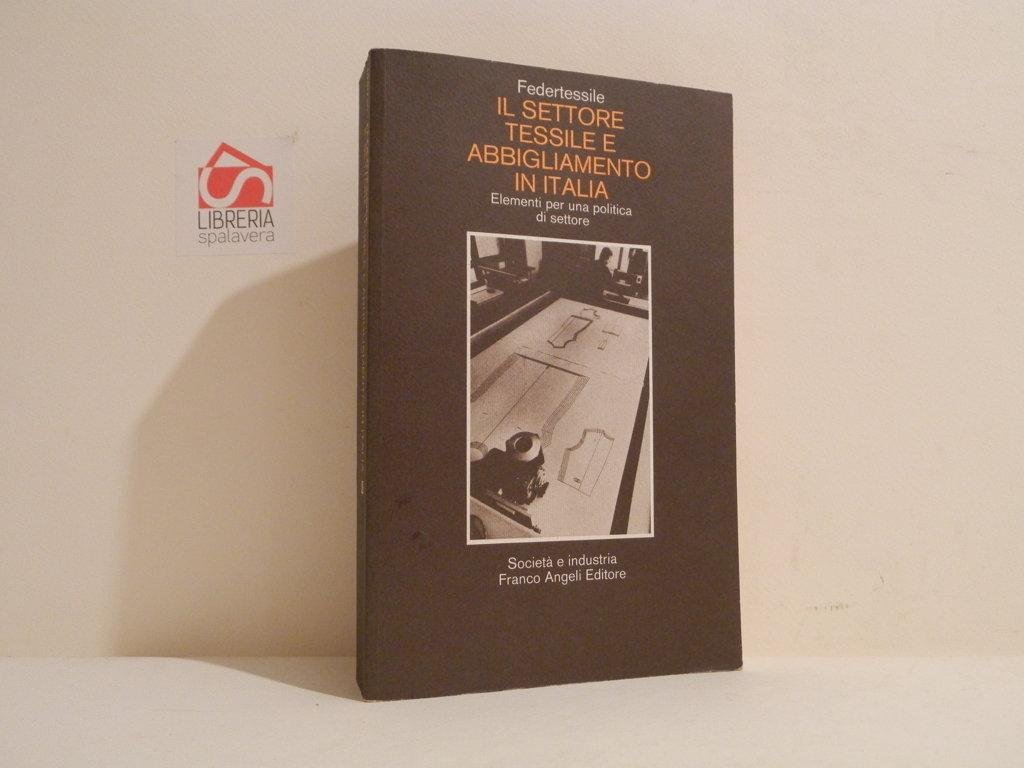 Federtessile
IL SETTORE
TESSILE E
ABBIGLIAMENTO
IN ITALIA
Elementi per una politica
di settore
Società e industria
Franco Angeli Editore
LIBRERIA
spalavera